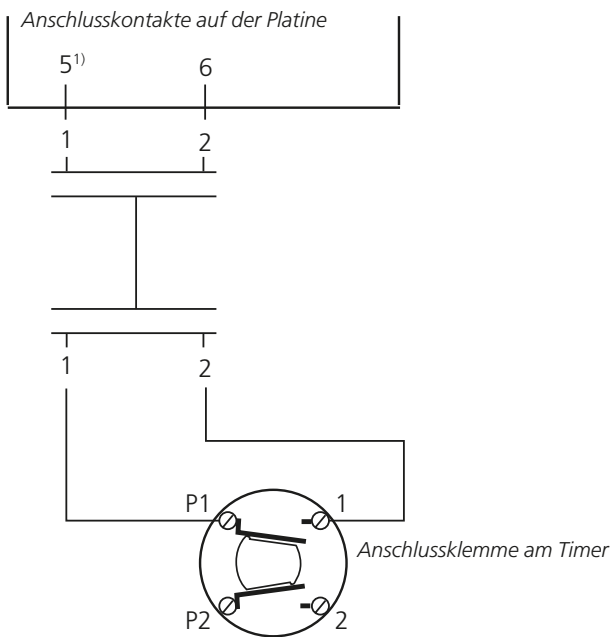 Anschlusskontakte auf der Platine
5¹⁾ 6
1 2
1 2
P1 1
Anschlussklemme am Timer
P2 2